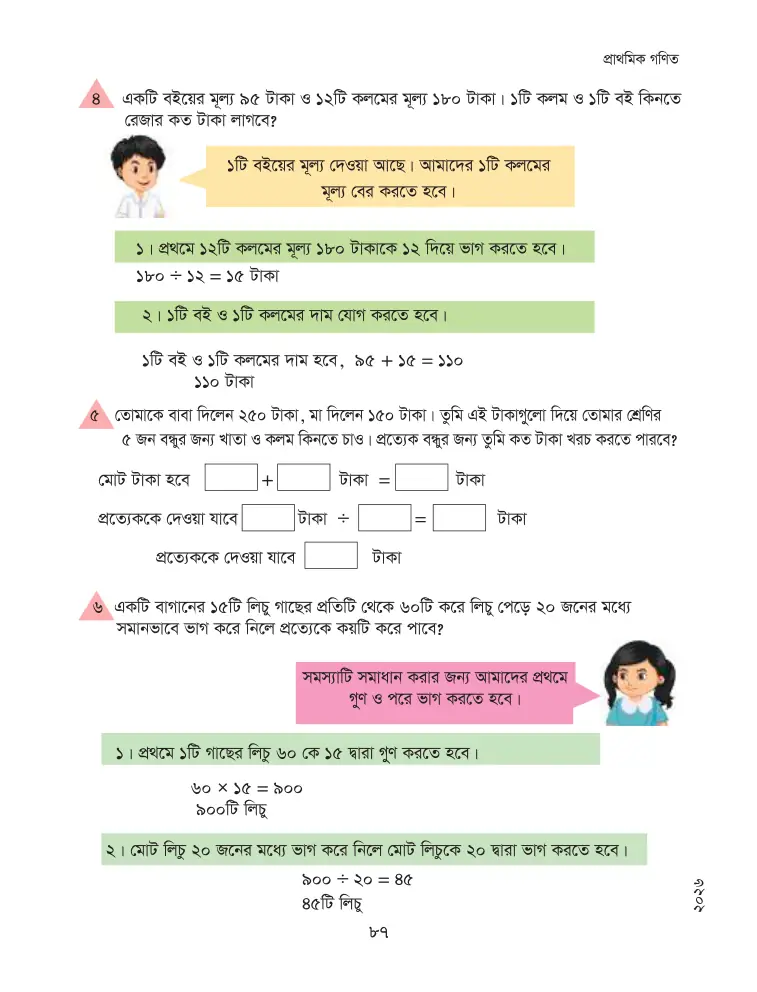 প্রাথমিক গণিত
৪ একটি বইয়ের মূল্য ৯৫ টাকা ও ১২টি কলমের মূল্য ১৮০ টাকা। ১টি কলম ও ১টি বই কিনতে
রেজার কত টাকা লাগবে?
১টি বইয়ের মূল্য দেওয়া আছে। আমাদের ১টি কলমের
মূল্য বের করতে হবে।
১। প্রথমে ১২টি কলমের মূল্য ১৮০ টাকাকে ১২ দিয়ে ভাগ করতে হবে।
১৮০ ÷ ১২ = ১৫ টাকা
২। ১টি বই ও ১টি কলমের দাম যোগ করতে হবে।
১টি বই ও ১টি কলমের দাম হবে, ৯৫ + ১৫ = ১১০
১১০ টাকা
৫ তোমাকে বাবা দিলেন ২৫০ টাকা, মা দিলেন ১৫০ টাকা। তুমি এই টাকাগুলো দিয়ে তোমার শ্রেণির
৫ জন বন্ধুর জন্য খাতা ও কলম কিনতে চাও। প্রত্যেক বন্ধুর জন্য তুমি কত টাকা খরচ করতে পারবে?
মোট টাকা হবে + টাকা = টাকা
প্রত্যেককে দেওয়া যাবে টাকা ÷ = টাকা
প্রত্যেককে দেওয়া যাবে টাকা
৬ একটি বাগানের ১৫টি লিচু গাছের প্রতিটি থেকে ৬০টি করে লিচু পেড়ে ২০ জনের মধ্যে
সমানভাবে ভাগ করে নিলে প্রত্যেকে কয়টি করে পাবে?
সমস্যাটি সমাধান করার জন্য আমাদের প্রথমে
গুণ ও পরে ভাগ করতে হবে।
১। প্রথমে ১টি গাছের লিচু ৬০ কে ১৫ দ্বারা গুণ করতে হবে।
৬০ × ১৫ = ৯০০
৯০০টি লিচু
২। মোট লিচু ২০ জনের মধ্যে ভাগ করে নিলে মোট লিচুকে ২০ দ্বারা ভাগ করতে হবে।
৯০০ ÷ ২০ = ৪৫
৪৫টি লিচু
২০২৬
৮৭